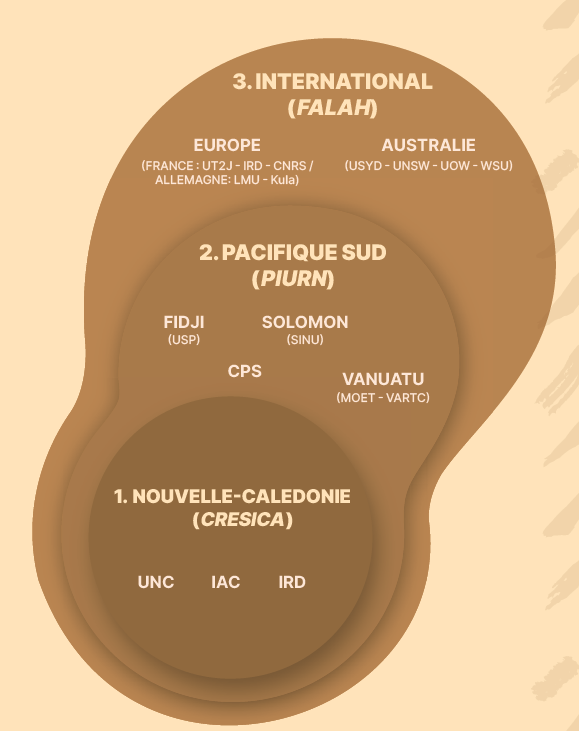 3. INTERNATIONAL
(FALAH)
EUROPE
(FRANCE : UT2J - IRD - CNRS /
ALLEMAGNE: LMU - Kula)
AUSTRALIE
(USYD - UNSW - UOW - WSU)
2. PACIFIQUE SUD
(PIURN)
FIDJI
(USP)
SOLOMON
(SINU)
CPS
VANUATU
(MOET - VARTC)
1. NOUVELLE-CALEDONIE
(CRESICA)
UNC IAC IRD